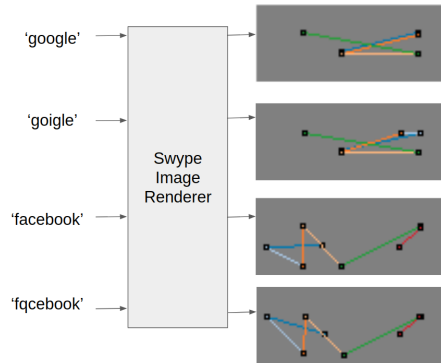 ‘google’
‘goigle’
Swype
Image
Renderer
‘facebook’
‘fqcebook’